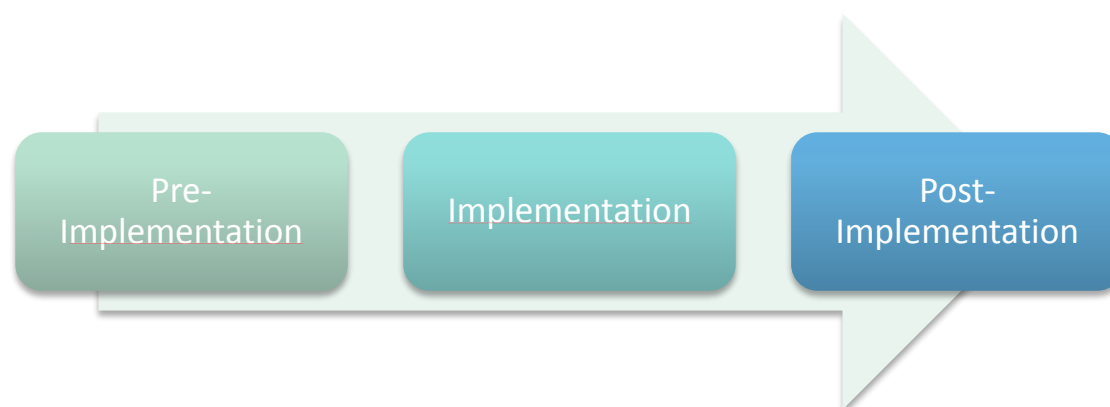 Pre-
Implementation
Implementation
Post-
Implementation